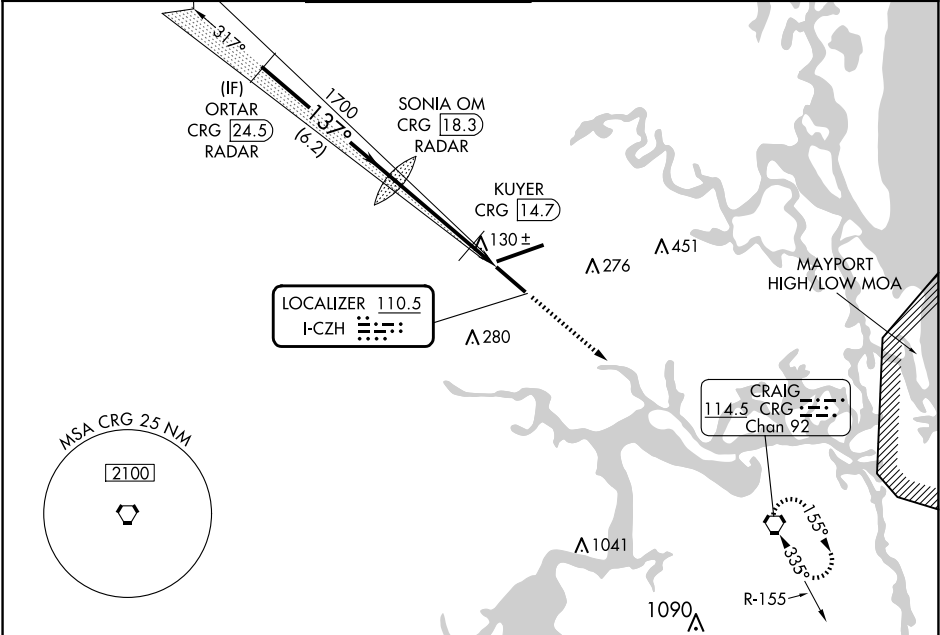 317°
(IF)
ORTAR
CRG 24.5
RADAR
1700
137°
(6.2)
SONIA OM
CRG 18.3
RADAR
KUYER
CRG 14.7
130 ±
276
451
MAYPORT
HIGH/LOW MOA
LOCALIZER 110.5
I-CZH
280
CRAIG
114.5 CRG
Chan 92
MSA CRG 25 NM
2100
155°
335°
R-155
1041
1090